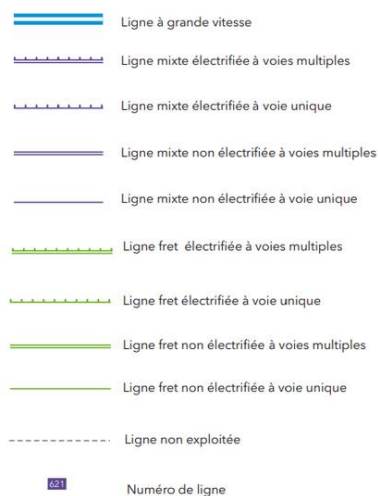 Ligne à grande vitesse
Ligne mixte électrifiée à voies multiples
Ligne mixte électrifiée à voie unique
Ligne mixte non électrifiée à voies multiples
Ligne mixte non électrifiée à voie unique
Ligne fret électrifiée à voies multiples
Ligne fret électrifiée à voie unique
Ligne fret non électrifiée à voies multiples
Ligne fret non électrifiée à voie unique
Ligne non exploitée
621 Numéro de ligne